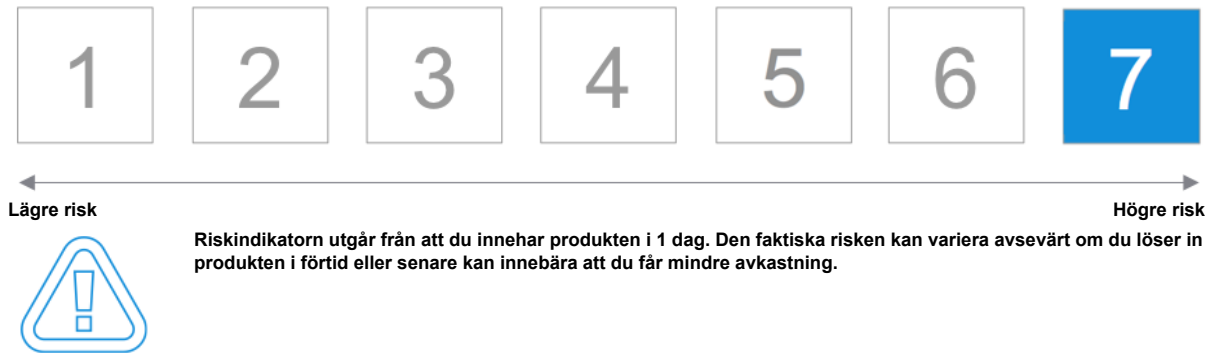 1 2 3 4 5 6 7
Lägre risk Högre risk
Riskindikatorn utgår från att du innehar produkten i 1 dag. Den faktiska risken kan variera avsevärt om du löser in
produkten i förtid eller senare kan innebära att du får mindre avkastning.